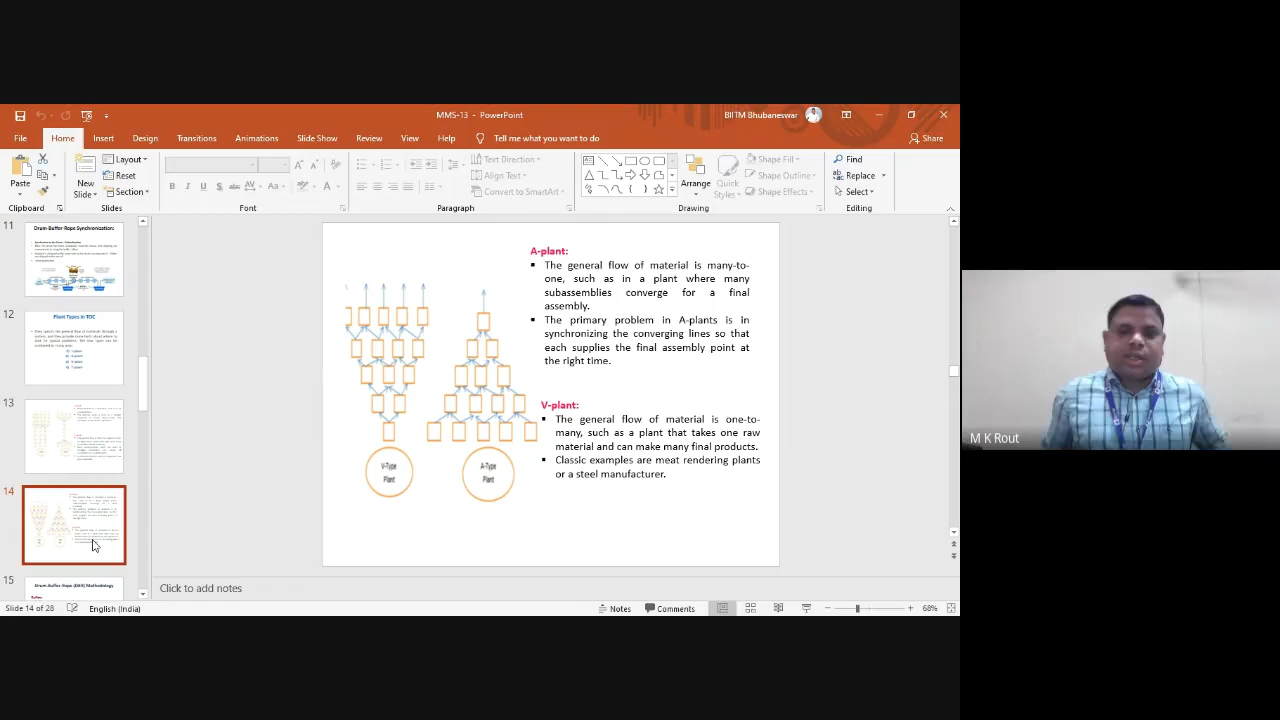 MMS-13 - PowerPoint
BIITM Bhubaneswar
File Home Insert Design Transitions Animations Slide Show Review View Help Tell me what you want to do Share
Paste
New Slide
Layout
Reset
Section
B I U S abc AV Aa A
Text Direction
Align Text
Convert to SmartArt
Arrange
Quick Styles
Shape Fill
Shape Outline
Shape Effects
Find
Replace
Select
Clipboard Slides Font Paragraph Drawing Editing
11
Drum-Buffer-Rope Synchronization:
12
Plant Types in TOC
13
14
15
Drum-Buffer-Rope (DBR) Methodology
V-Type
Plant
A-Type
Plant
A-plant:
▪ The general flow of material is many-to-
one, such as in a plant where many
subassemblies converge for a final
assembly.
▪ The primary problem in A-plants is in
synchronizing the converging lines so that
each supplies the final assembly point at
the right time.
V-plant:
▪ The general flow of material is one-to-
many, such as a plant that takes one raw
material and can make many final products.
▪ Classic examples are meat rendering plants
or a steel manufacturer.
Click to add notes
Slide 14 of 28 English (India) Notes Comments 68%
M K Rout